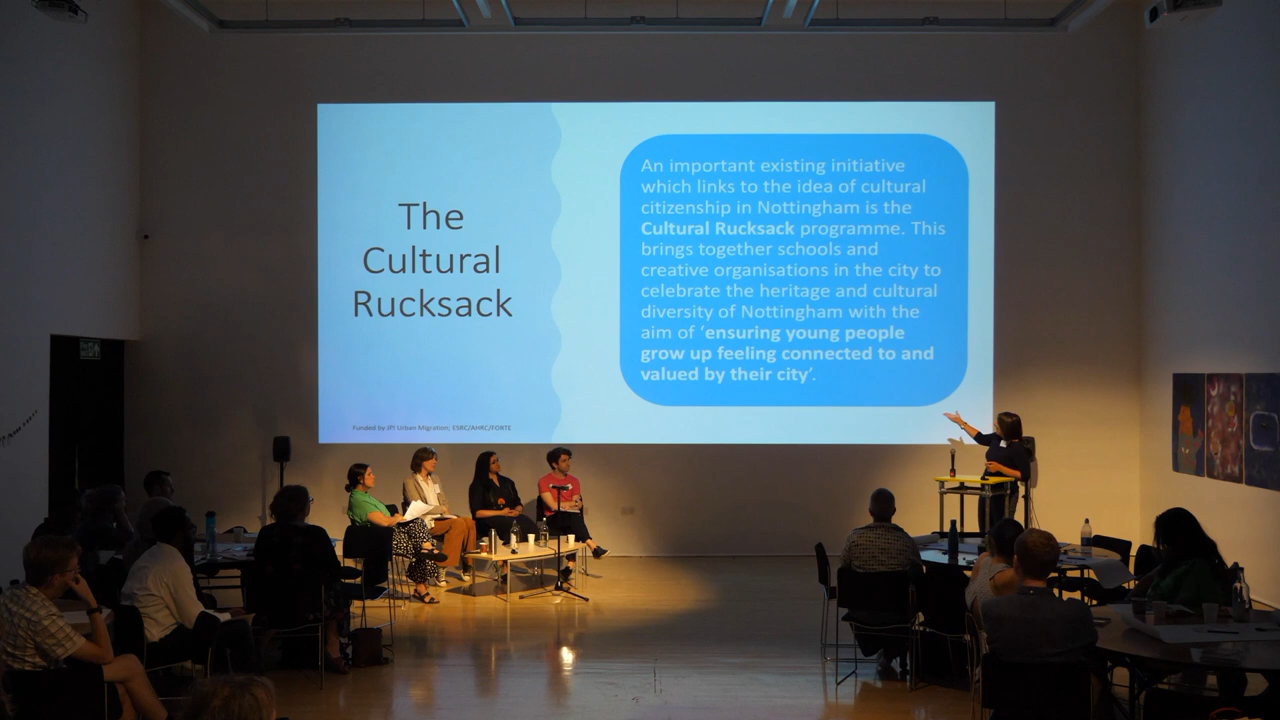 The
Cultural
Rucksack
An important existing initiative
which links to the idea of cultural
citizenship in Nottingham is the
Cultural Rucksack programme. This
brings together schools and
creative organisations in the city to
celebrate the heritage and cultural
diversity of Nottingham with the
aim of ‘ensuring young people
grow up feeling connected to and
valued by their city’.
Funded by JPI Urban Migration; ESRC/AHRC/FORTE